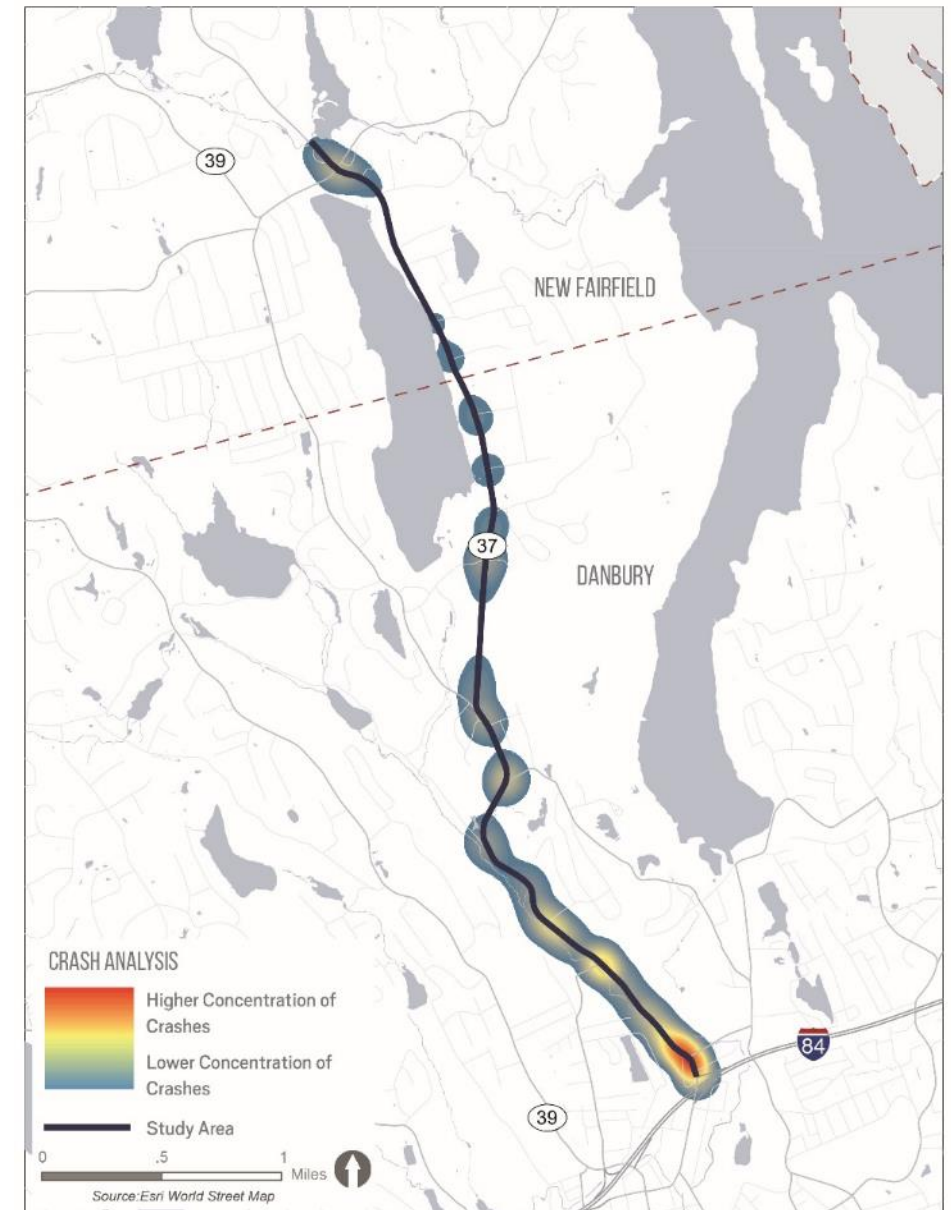 39
NEW FAIRFIELD
37
DANBURY
CRASH ANALYSIS
Higher Concentration of
Crashes
Lower Concentration of
Crashes
Study Area
84
39
0 .5 1
Miles
Source:Esri World Street Map